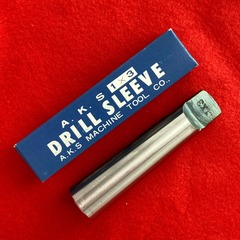 A.K.S 1×3
DRILL SLEEVE
A.K.S MACHINE TOOL CO.,